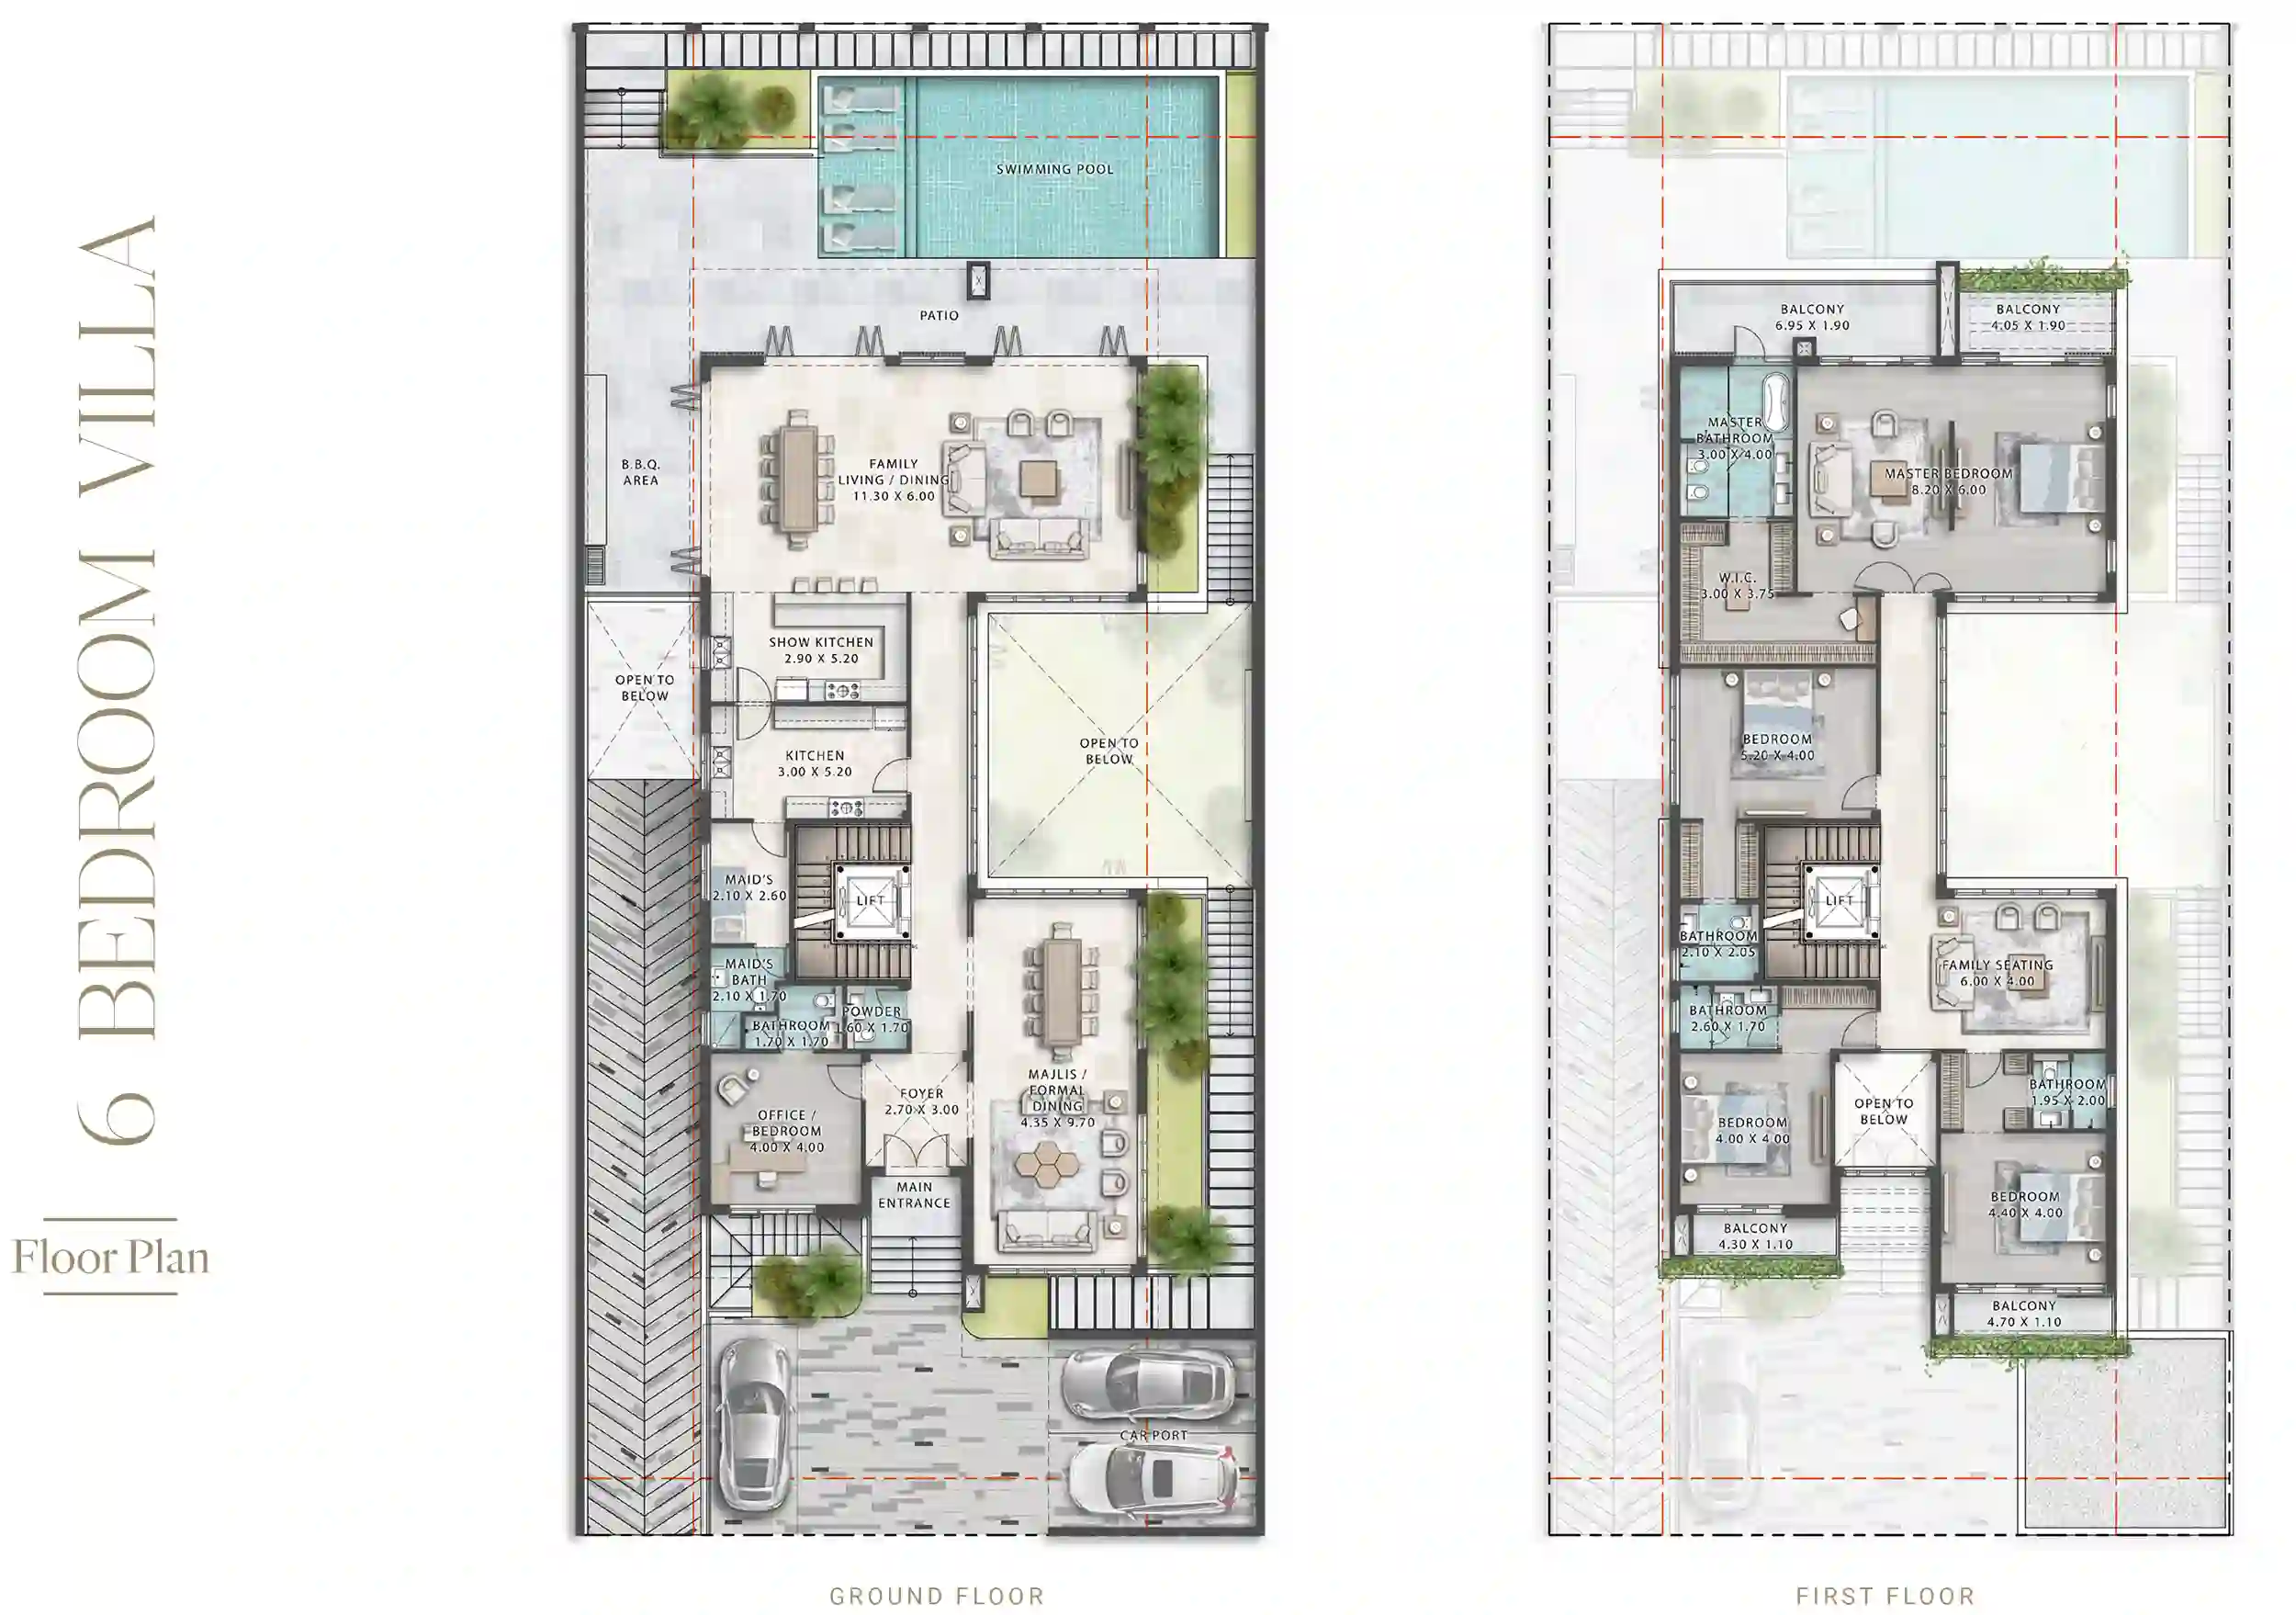 6 BEDROOM VILLA
Floor Plan
SWIMMING POOL
PATIO
B.B.Q.
AREA
FAMILY
LIVING / DINING
11.30 X 6.00
SHOW KITCHEN
2.90 X 5.20
OPEN TO
BELOW
KITCHEN
3.00 X 5.20
OPEN TO
BELOW
MAID'S
2.10 X 2.60
LIFT
MAID'S
BATH
2.10 X 1.70
BATHROOM
1.70 X 1.70
POWDER
1.60 X 1.70
FOYER
2.70 X 3.00
MAJLIS /
FORMAL
DINING
4.35 X 9.70
OFFICE /
BEDROOM
4.00 X 4.00
MAIN
ENTRANCE
CAR PORT
GROUND FLOOR
BALCONY
6.95 X 1.90
BALCONY
4.05 X 1.90
MASTER
BATHROOM
3.00 X 4.00
MASTER BEDROOM
8.20 X 6.00
W.I.C.
3.00 X 3.75
BEDROOM
5.20 X 4.00
LIFT
BATHROOM
2.10 X 2.05
FAMILY SEATING
6.00 X 4.00
BATHROOM
2.60 X 1.70
BATHROOM
1.95 X 2.00
OPEN TO
BELOW
BEDROOM
4.00 X 4.00
BEDROOM
4.40 X 4.00
BALCONY
4.30 X 1.10
BALCONY
4.70 X 1.10
FIRST FLOOR